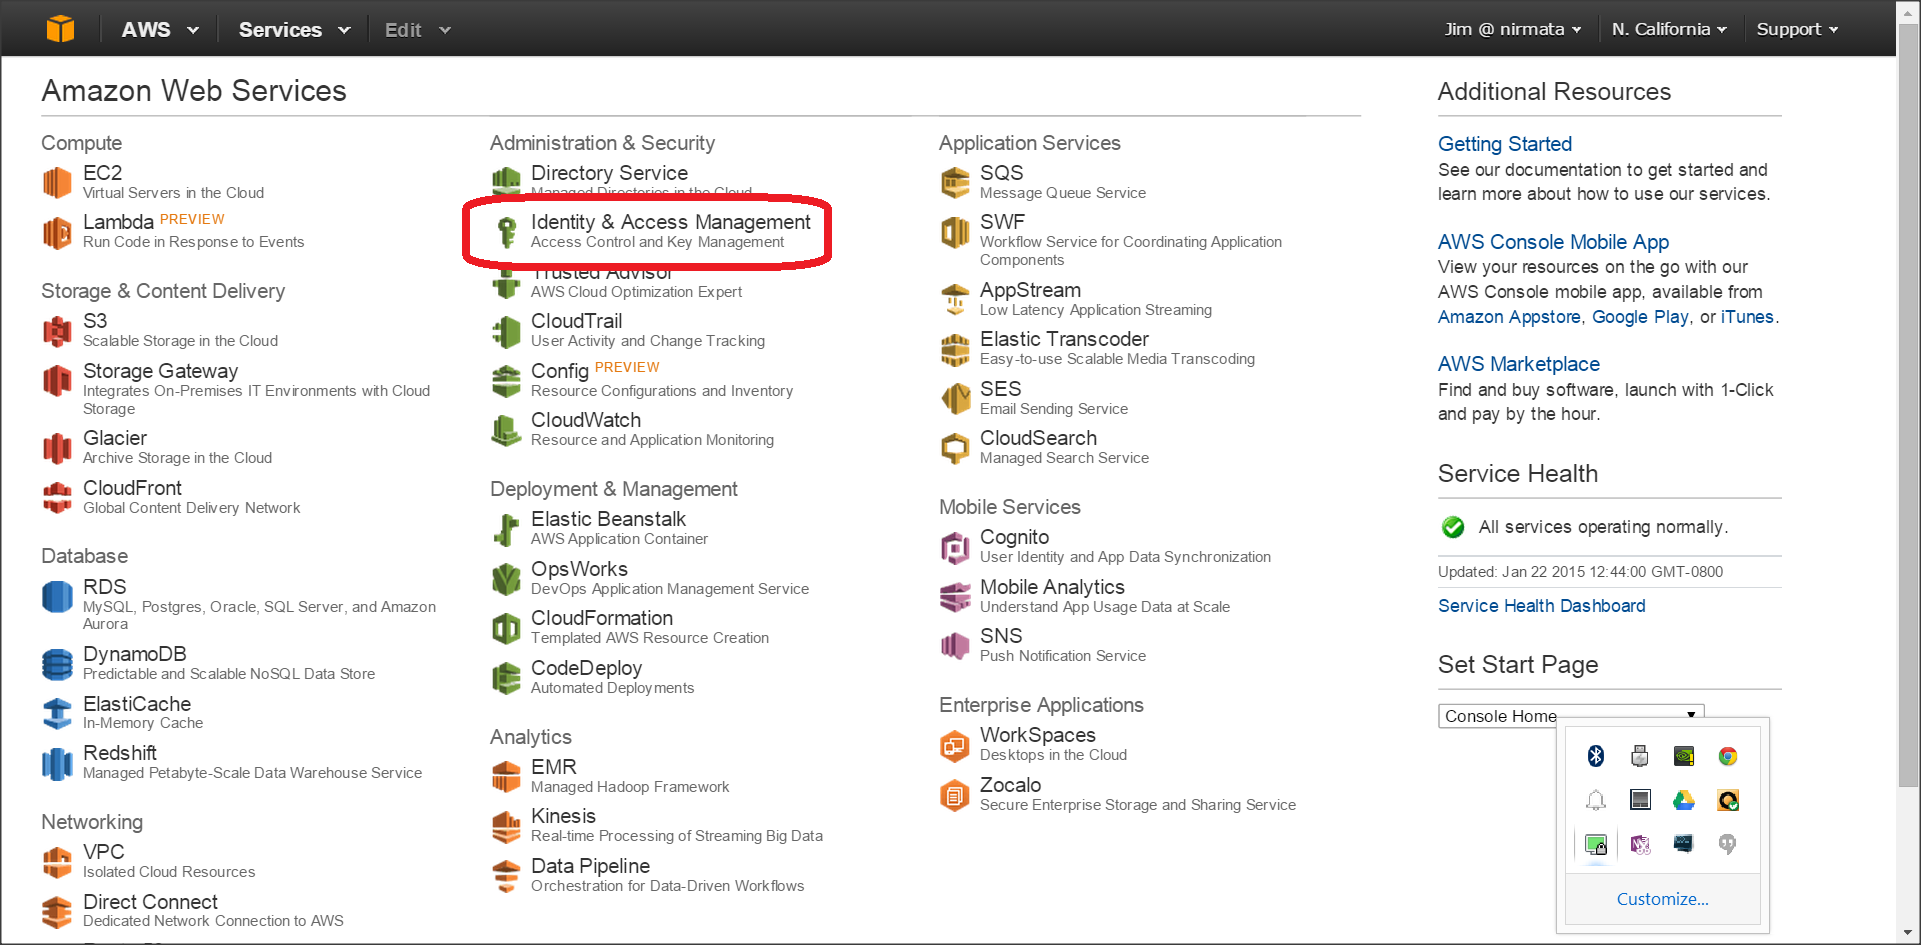 AWS
Services
Edit
Jim @ nirmata
N. California
Support
Amazon Web Services
Compute
EC2
Virtual Servers in the Cloud
Lambda PREVIEW
Run Code in Response to Events
Storage & Content Delivery
S3
Scalable Storage in the Cloud
Storage Gateway
Integrates On-Premises IT Environments with Cloud
Storage
Glacier
Archive Storage in the Cloud
CloudFront
Global Content Delivery Network
Database
RDS
MySQL, Postgres, Oracle, SQL Server, and Amazon
Aurora
DynamoDB
Predictable and Scalable NoSQL Data Store
ElastiCache
In-Memory Cache
Redshift
Managed Petabyte-Scale Data Warehouse Service
Networking
VPC
Isolated Cloud Resources
Direct Connect
Dedicated Network Connection to AWS
Administration & Security
Directory Service
Managed Directories in the Cloud
Identity & Access Management
Access Control and Key Management
Trusted Advisor
AWS Cloud Optimization Expert
CloudTrail
User Activity and Change Tracking
Config PREVIEW
Resource Configurations and Inventory
CloudWatch
Resource and Application Monitoring
Deployment & Management
Elastic Beanstalk
AWS Application Container
OpsWorks
DevOps Application Management Service
CloudFormation
Templated AWS Resource Creation
CodeDeploy
Automated Deployments
Analytics
EMR
Managed Hadoop Framework
Kinesis
Real-time Processing of Streaming Big Data
Data Pipeline
Orchestration for Data-Driven Workflows
Application Services
SQS
Message Queue Service
SWF
Workflow Service for Coordinating Application
Components
AppStream
Low Latency Application Streaming
Elastic Transcoder
Easy-to-use Scalable Media Transcoding
SES
Email Sending Service
CloudSearch
Managed Search Service
Mobile Services
Cognito
User Identity and App Data Synchronization
Mobile Analytics
Understand App Usage Data at Scale
SNS
Push Notification Service
Enterprise Applications
WorkSpaces
Desktops in the Cloud
Zocalo
Secure Enterprise Storage and Sharing Service
Additional Resources
Getting Started
See our documentation to get started and
learn more about how to use our services.
AWS Console Mobile App
View your resources on the go with our
AWS Console mobile app, available from
Amazon Appstore, Google Play, or iTunes.
AWS Marketplace
Find and buy software, launch with 1-Click
and pay by the hour.
Service Health
All services operating normally.
Updated: Jan 22 2015 12:44:00 GMT-0800
Service Health Dashboard
Set Start Page
Console Home
Customize...